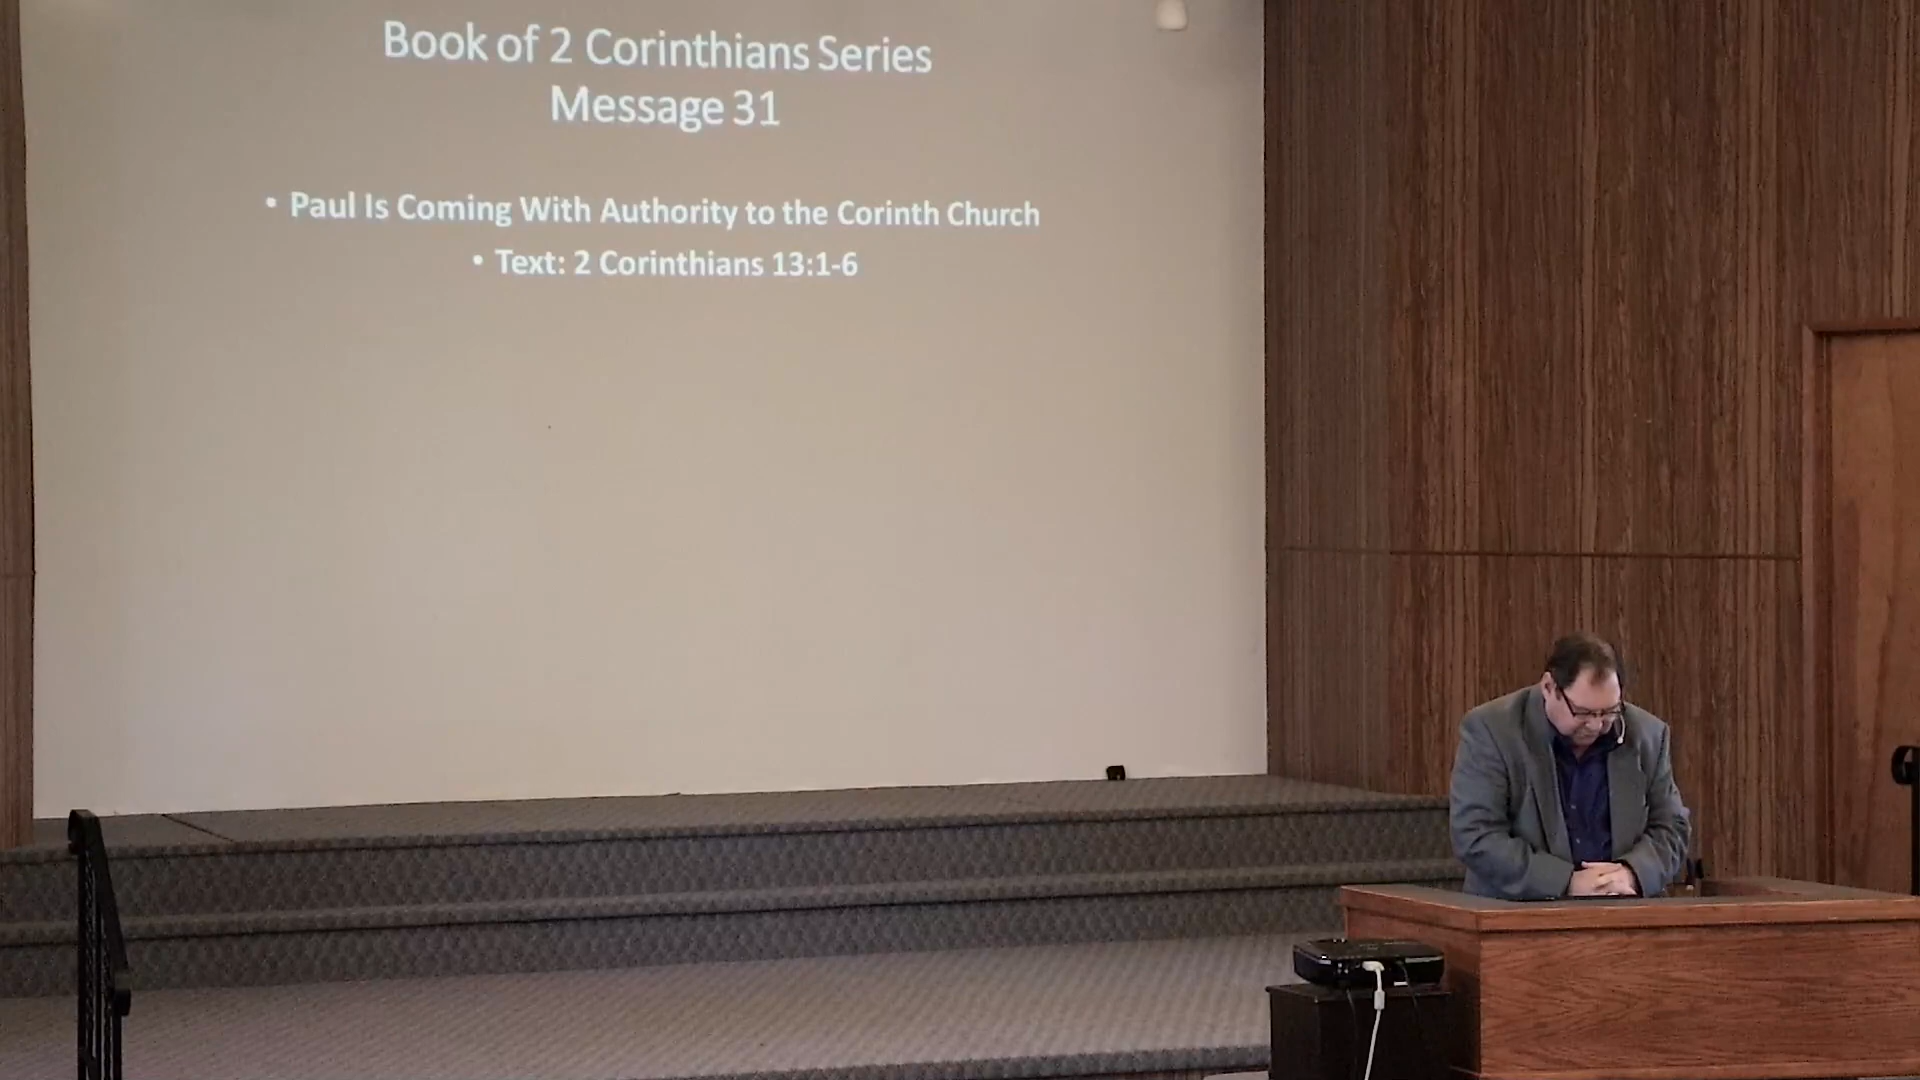 Book of 2 Corinthians Series
Message 31
• Paul Is Coming With Authority to the Corinth Church
• Text: 2 Corinthians 13:1-6